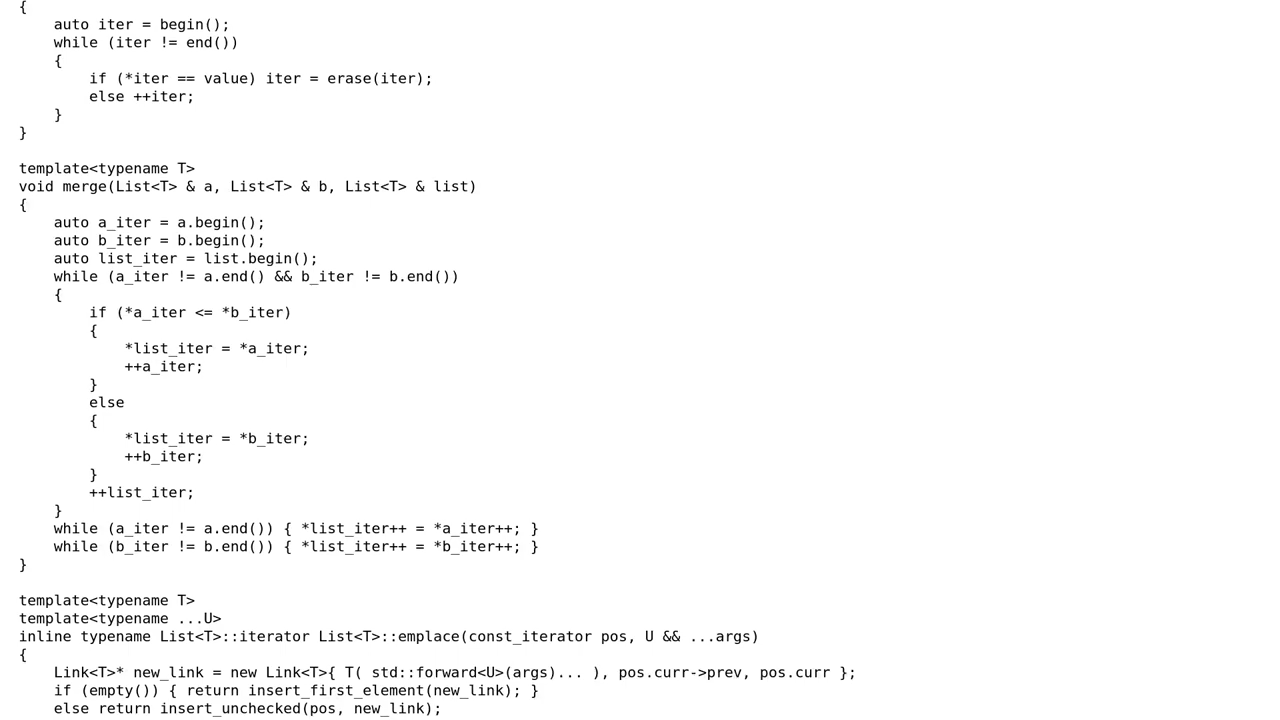 {
    auto iter = begin();
    while (iter != end())
    {
        if (*iter == value) iter = erase(iter);
        else ++iter;
    }
}

template<typename T>
void merge(List<T> & a, List<T> & b, List<T> & list)
{
    auto a_iter = a.begin();
    auto b_iter = b.begin();
    auto list_iter = list.begin();
    while (a_iter != a.end() && b_iter != b.end())
    {
        if (*a_iter <= *b_iter)
        {
            *list_iter = *a_iter;
            ++a_iter;
        }
        else
        {
            *list_iter = *b_iter;
            ++b_iter;
        }
        ++list_iter;
    }
    while (a_iter != a.end()) { *list_iter++ = *a_iter++; }
    while (b_iter != b.end()) { *list_iter++ = *b_iter++; }
}

template<typename T>
template<typename ...U>
inline typename List<T>::iterator List<T>::emplace(const_iterator pos, U && ...args)
{
    Link<T>* new_link = new Link<T>{ T( std::forward<U>(args)... ), pos.curr->prev, pos.curr };
    if (empty()) { return insert_first_element(new_link); }
    else return insert_unchecked(pos, new_link);